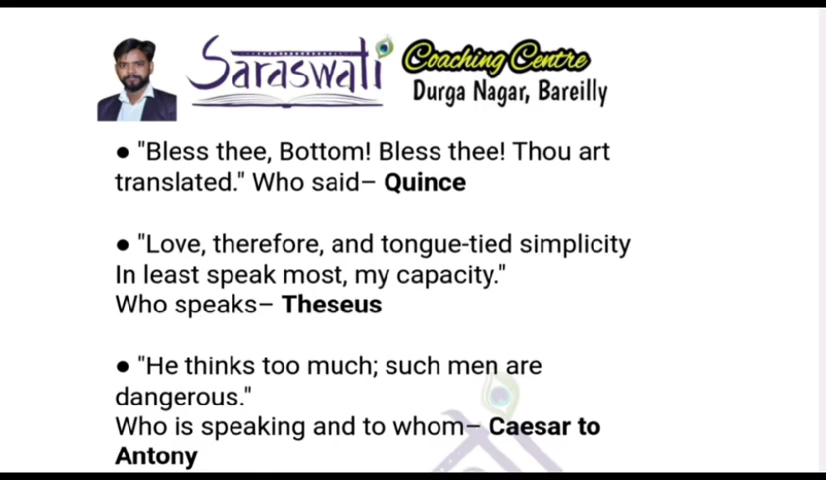 Saraswati Coaching Centre
Durga Nagar, Bareilly
● "Bless thee, Bottom! Bless thee! Thou art
translated." Who said– Quince
● "Love, therefore, and tongue-tied simplicity
In least speak most, my capacity."
Who speaks– Theseus
● "He thinks too much; such men are
dangerous."
Who is speaking and to whom– Caesar to
Antony